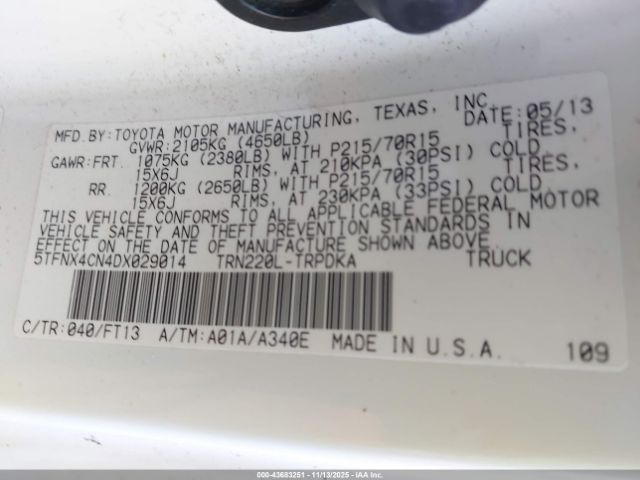 MFD.BY:TOYOTA MOTOR MANUFACTURING, TEXAS, INC. DATE:05/13
GVWR:2105KG (4650LB)
GAWR:FRT. 1075KG (2380LB) WITH P215/70R15 TIRES,
15X6J RIMS, AT 210KPA (30PSI) COLD
RR. 1200KG (2650LB) WITH P215/70R15 TIRES,
15X6J RIMS, AT 230KPA (33PSI) COLD.
THIS VEHICLE CONFORMS TO ALL APPLICABLE FEDERAL MOTOR
VEHICLE SAFETY AND THEFT PREVENTION STANDARDS IN
EFFECT ON THE DATE OF MANUFACTURE SHOWN ABOVE.
5TFNX4CN4DX029014 TRN220L-TRPDKA TRUCK
C/TR:040/FT13 A/TM:A01A/A340E MADE IN U.S.A. 109
000-43683251 - 11/13/2025 - IAA Inc. (Copart)